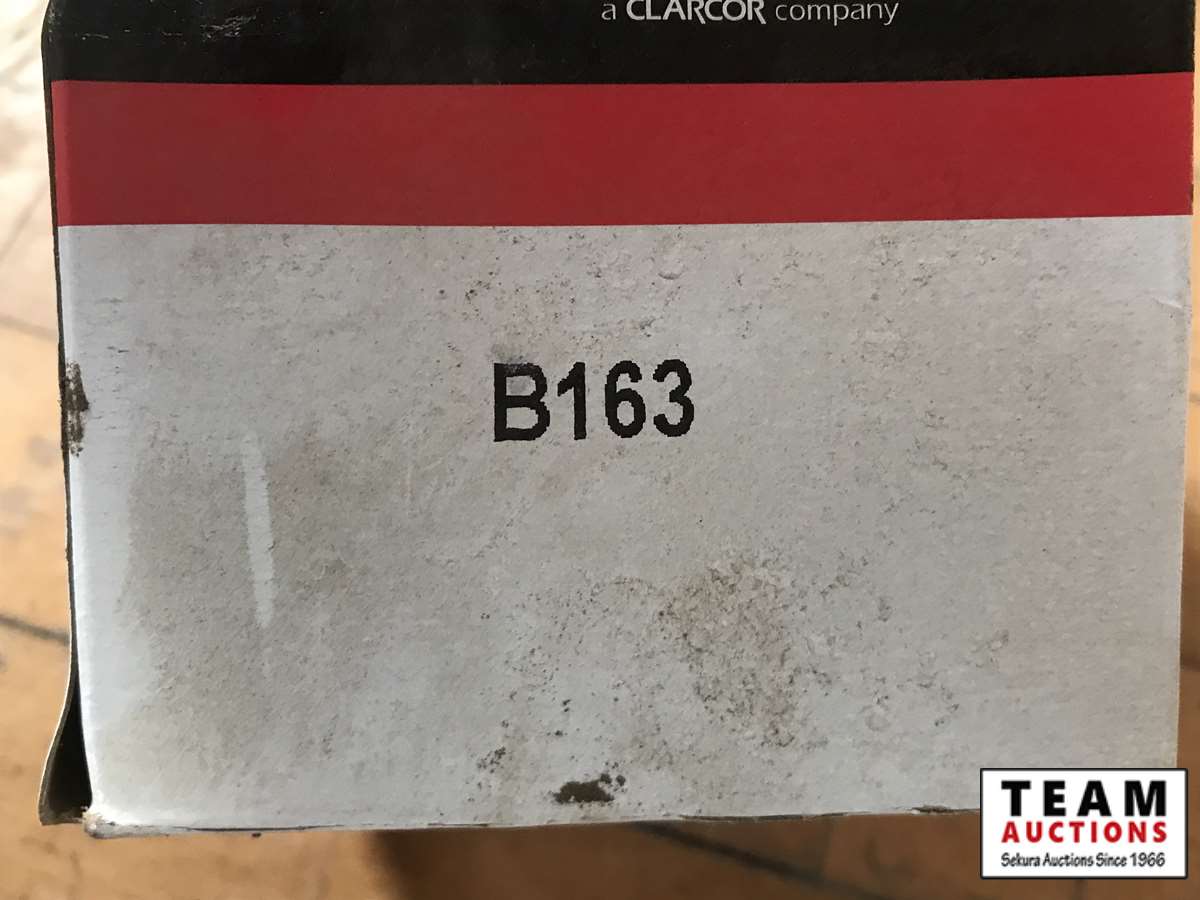 a CLARCOR company
B163
TEAM
AUCTIONS
Sekura Auctions Since 1966